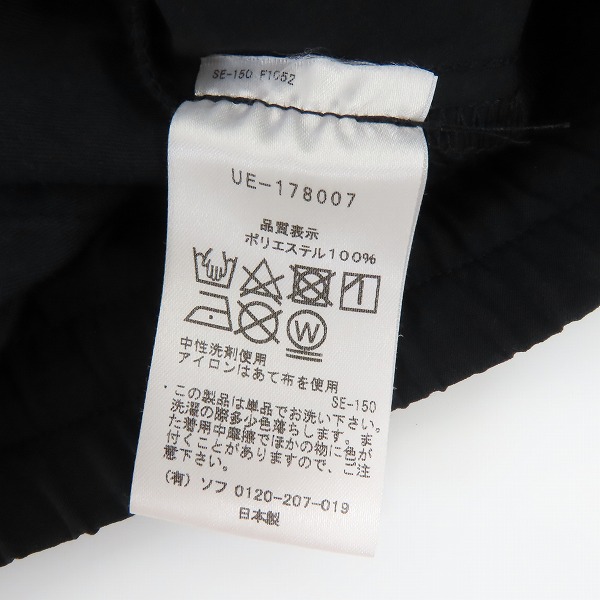 SE-150 F1052
UE-178007
品質表示
ポリエステル100%
W
中性洗剤使用
アイロンはあて布を使用
SE-150
・この製品は単品でお洗い下さい。
洗濯の際多少色落ちします。ま
た着用中摩擦でほかの物に色が
付くことがありますので、ご注
意下さい。
(有) ソフ 0120-207-019
日本製